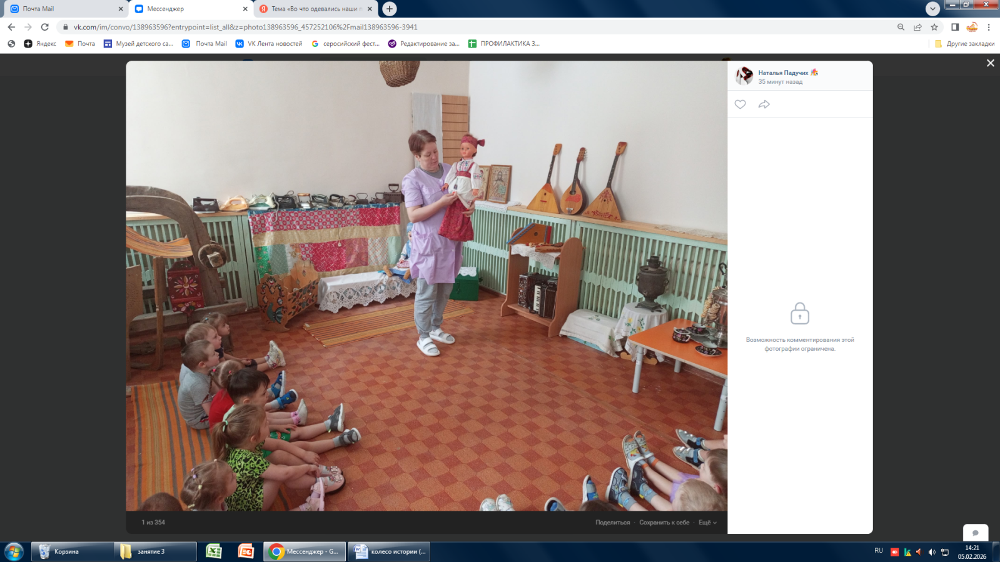 Почта Mail
Мессенджер
Тема «Во что одевались наши п
vk.com/im/convo/138963596?entrypoint=list_all&z=photo138963596_457252106%2Fmail138963596-3941
Яндекс
Почта
Музей детского са...
Почта Mail
VK Лента новостей
серосийский фест...
Редактирование за...
ПРОФИЛАКТИКА З...
Другие закладки
Наталья Падучих
35 минут назад
Возможность комментирования этой
фотографии ограничена.
1 из 354
Поделиться · Сохранить к себе · Ещё
Корзина
занятие 3
Мессенджер - G...
колесо истории (...
RU
14:21
05.02.2026